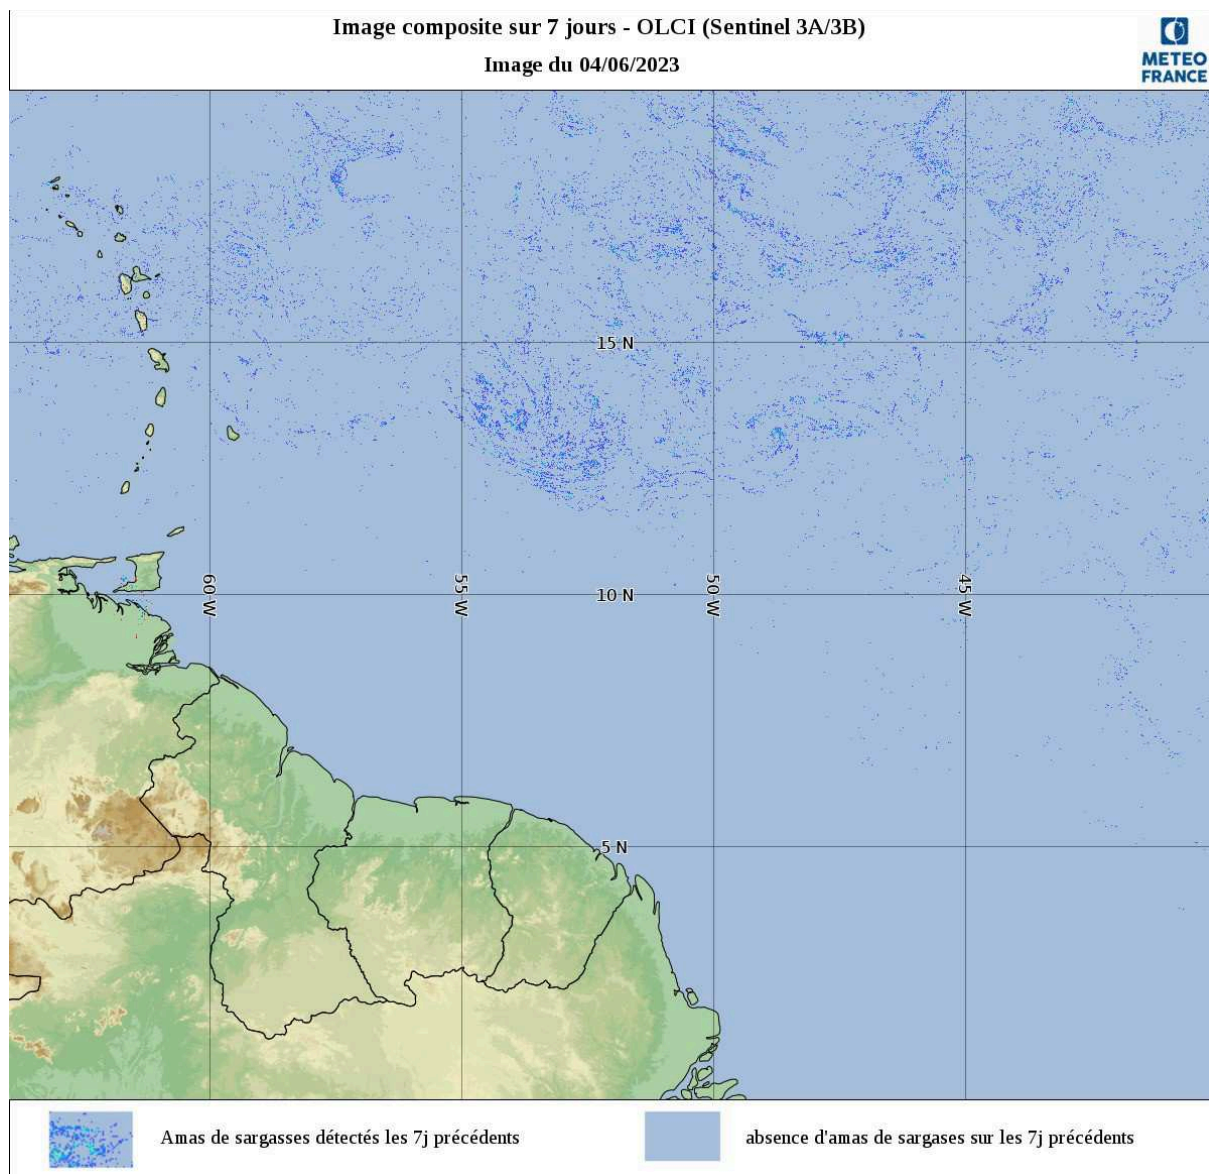 Image composite sur 7 jours - OLCI (Sentinel 3A/3B)
Image du 04/06/2023
METEO
FRANCE
15 N
60 W
55 W
10 N
50 W
45 W
5 N
Amas de sargasses détectés les 7j précédents
absence d'amas de sargases sur les 7j précédents